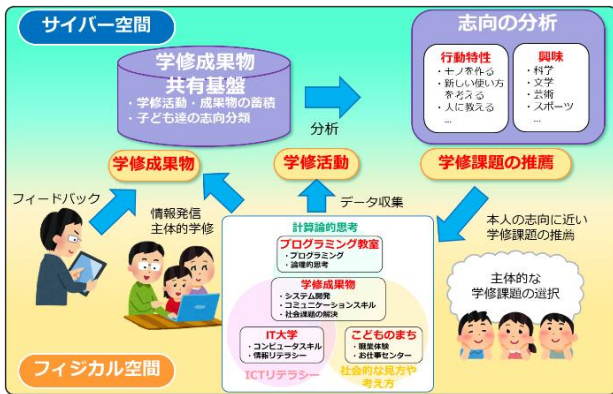 サイバー空間
学修成果物
共有基盤
・学修活動・成果物の蓄積
・子ども達の志向分類
分析
志向の分析
行動特性
・モノを作る
・新しい使い方
を考える
・人に教える
…
興味
・科学
・文学
・芸術
・スポーツ
…
学修成果物
学修活動
学修課題の推薦
フィードバック
情報発信
主体的学修
データ収集
本人の志向に近い
学修課題の推薦
計算論的思考
プログラミング教室
・プログラミング
・論理的思考
学修成果物
・システム開発
・コミュニケーションスキル
・社会課題の解決
IT大学
・コンピュータスキル
・情報リテラシー
こどものまち
・職業体験
・お仕事センター
ICTリテラシー
社会的な見方や
考え方
主体的な
学修課題の選択
フィジカル空間